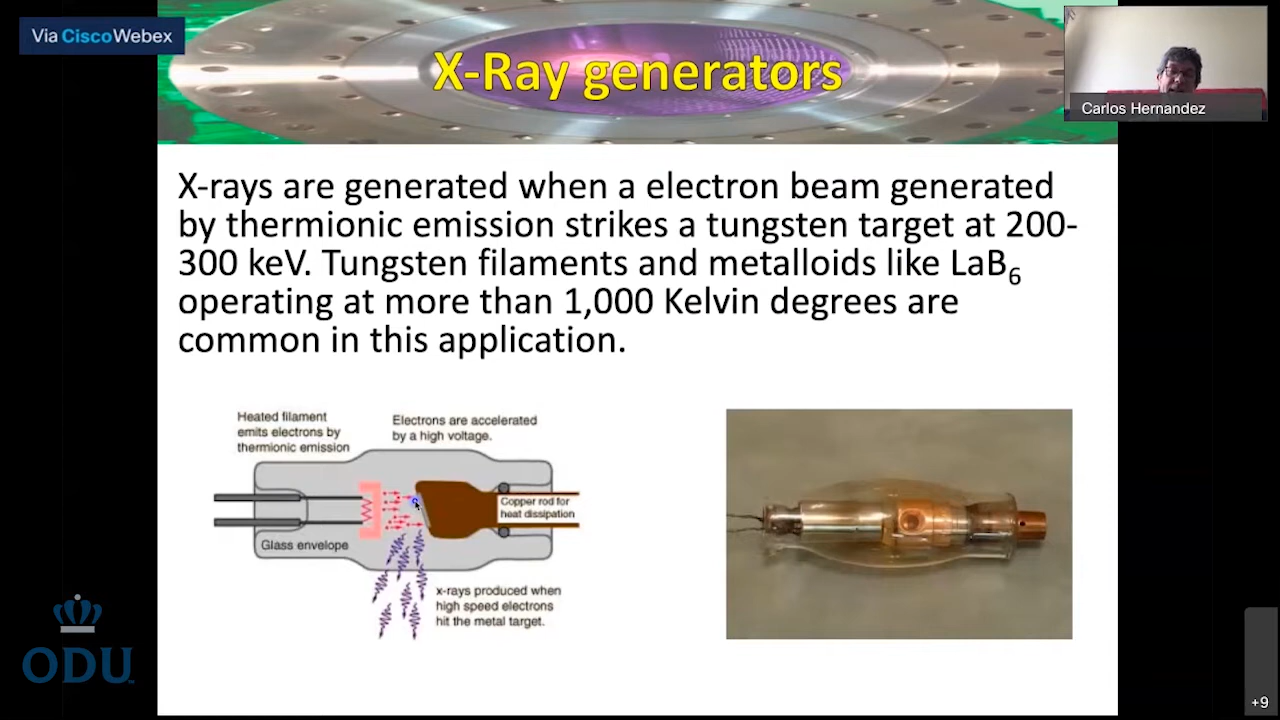 Via CiscoWebex
X-Ray generators
Carlos Hernandez
X-rays are generated when a electron beam generated
by thermionic emission strikes a tungsten target at 200-
300 keV. Tungsten filaments and metalloids like LaB6
operating at more than 1,000 Kelvin degrees are
common in this application.
Heated filament
emits electrons by
thermionic emission
Electrons are accelerated
by a high voltage.
Copper rod for
heat dissipation
Glass envelope
x-rays produced when
high speed electrons
hit the metal target.
ODU™
+9